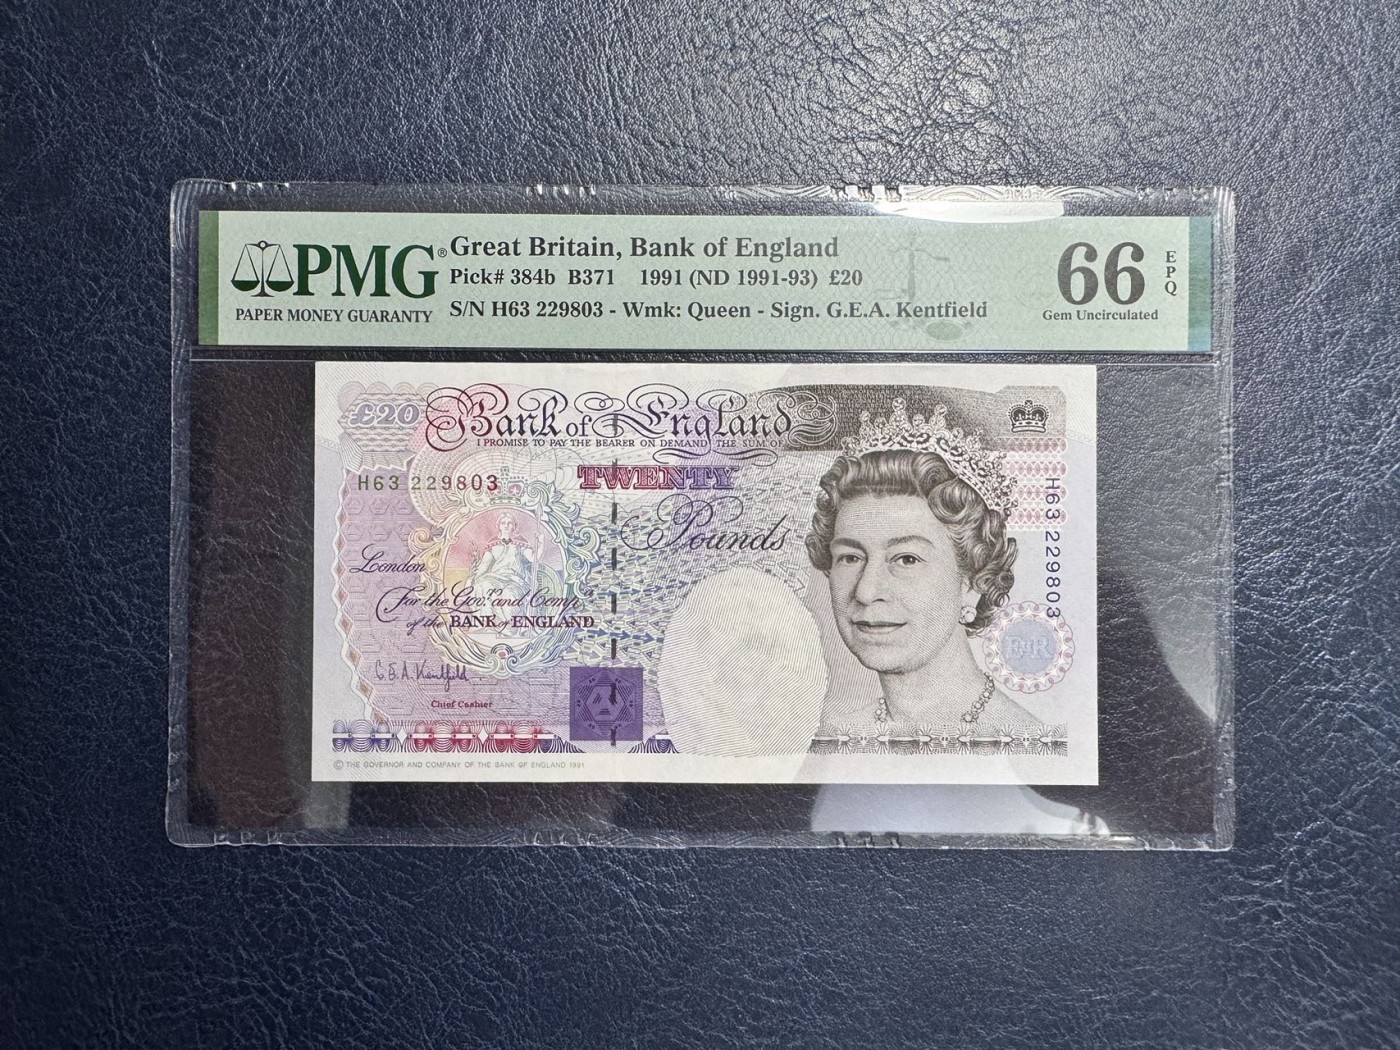 PMG®
PAPER MONEY GUARANTY
Great Britain, Bank of England
Pick# 384b B371 1991 (ND 1991-93) £20
S/N H63 229803 - Wmk: Queen - Sign. G.E.A. Kentfield
66
EPQ
Gem Uncirculated
£20
Bank of England
I PROMISE TO PAY THE BEARER ON DEMAND THE SUM OF
H63 229803
TWENTY
Pounds
London
For the Govr. and Compa.
of the BANK of ENGLAND
G.E.A. Kentfield
Chief Cashier
H63 229803
EIIR
© THE GOVERNOR AND COMPANY OF THE BANK OF ENGLAND 1991